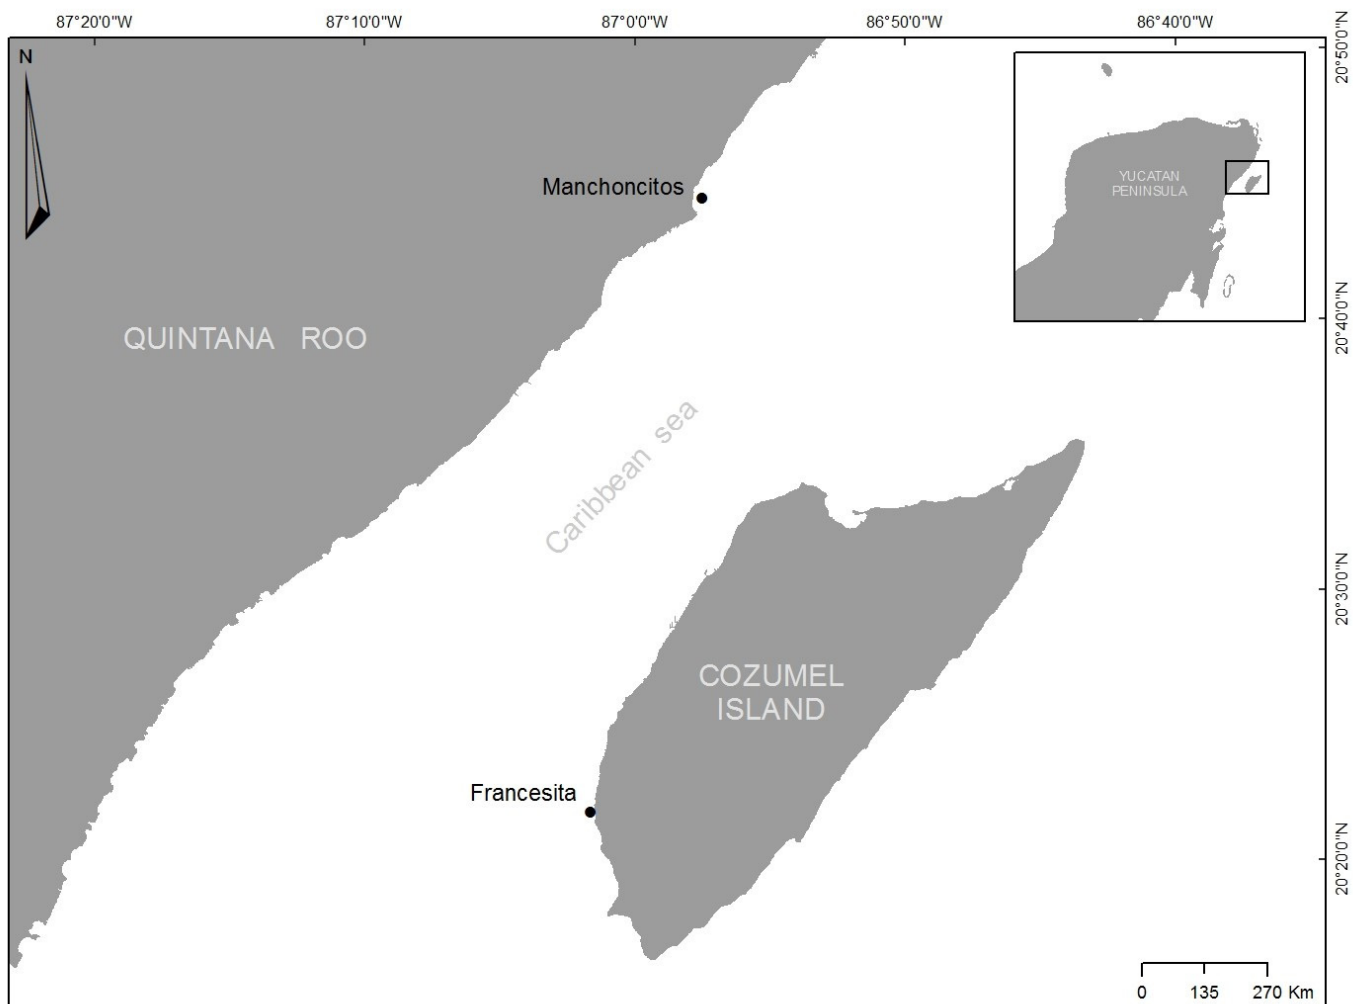 87°20'0"W
87°10'0"W
87°0'0"W
86°50'0"W
86°40'0"W
20°50'0"N
N
YUCATAN
PENINSULA
Manchoncitos
QUINTANA ROO
20°40'0"N
Caribbean sea
20°30'0"N
COZUMEL
ISLAND
Francesita
20°20'0"N
0 135 270 Km